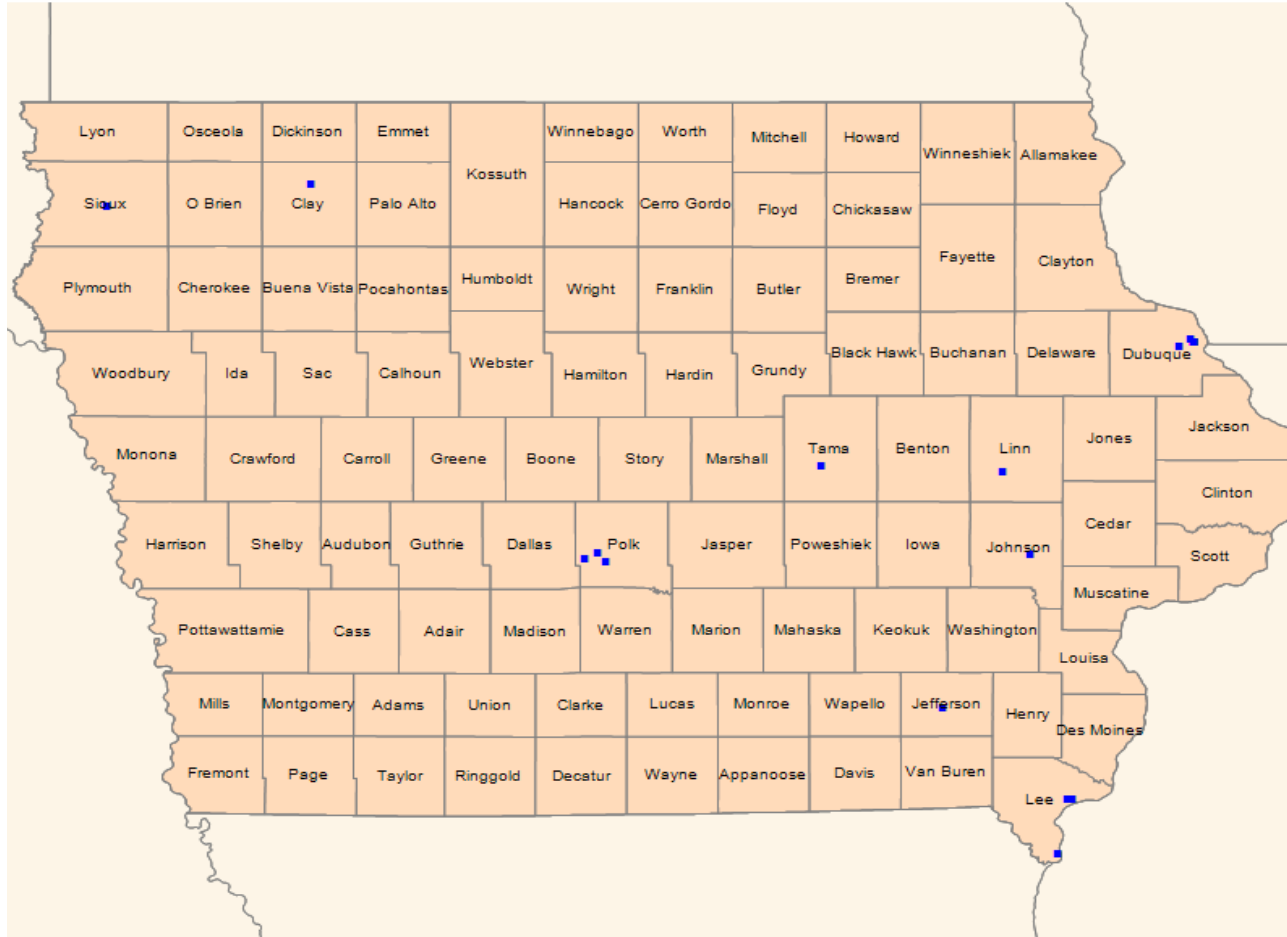 Lyon
Osceola
Dickinson
Emmet
Kossuth
Winnebago
Worth
Mitchell
Howard
Winneshiek
Allamakee
Sioux
O Brien
Clay
Palo Alto
Hancock
Cerro Gordo
Floyd
Chickasaw
Fayette
Clayton
Plymouth
Cherokee
Buena Vista
Pocahontas
Humboldt
Wright
Franklin
Butler
Bremer
Woodbury
Ida
Sac
Calhoun
Webster
Hamilton
Hardin
Grundy
Black Hawk
Buchanan
Delaware
Dubuque
Monona
Crawford
Carroll
Greene
Boone
Story
Marshall
Tama
Benton
Linn
Jones
Jackson
Clinton
Harrison
Shelby
Audubon
Guthrie
Dallas
Polk
Jasper
Poweshiek
Iowa
Johnson
Cedar
Scott
Muscatine
Pottawattamie
Cass
Adair
Madison
Warren
Marion
Mahaska
Keokuk
Washington
Louisa
Mills
Montgomery
Adams
Union
Clarke
Lucas
Monroe
Wapello
Jefferson
Henry
Des Moines
Fremont
Page
Taylor
Ringgold
Decatur
Wayne
Appanoose
Davis
Van Buren
Lee